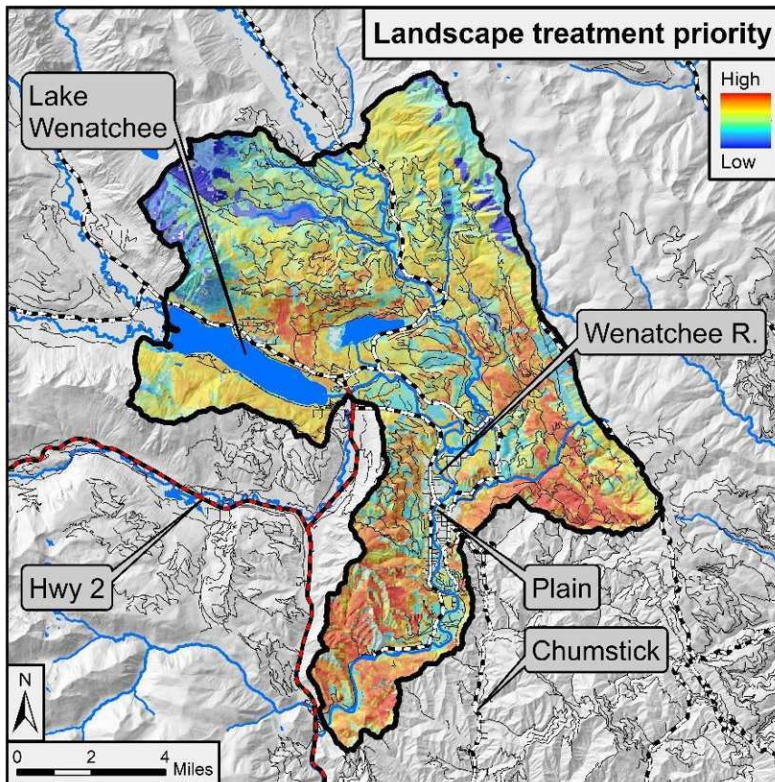 Landscape treatment priority
High
Low
Lake
Wenatchee
Wenatchee R.
Hwy 2
Plain
Chumstick
N
0 2 4
Miles